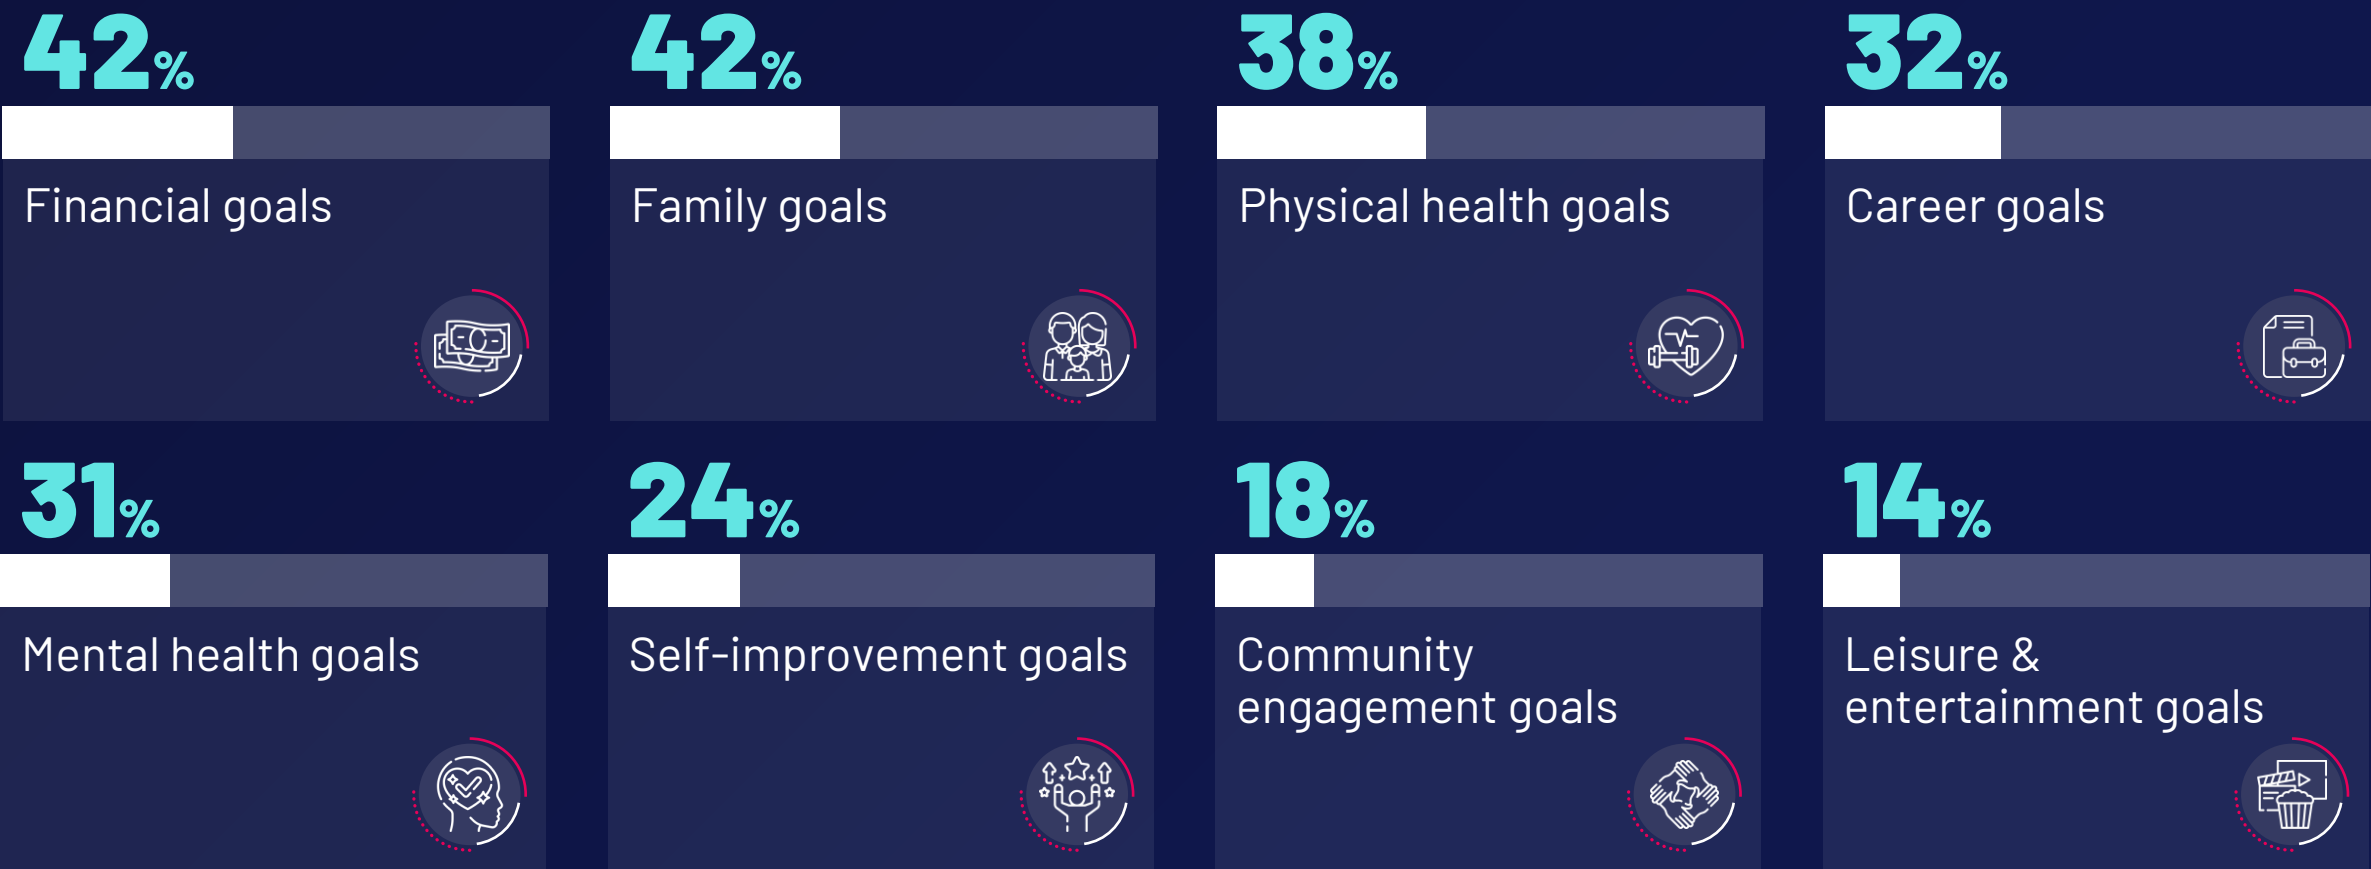 42%
Financial goals
42%
Family goals
38%
Physical health goals
32%
Career goals
31%
Mental health goals
24%
Self-improvement goals
18%
Community
engagement goals
14%
Leisure &
entertainment goals